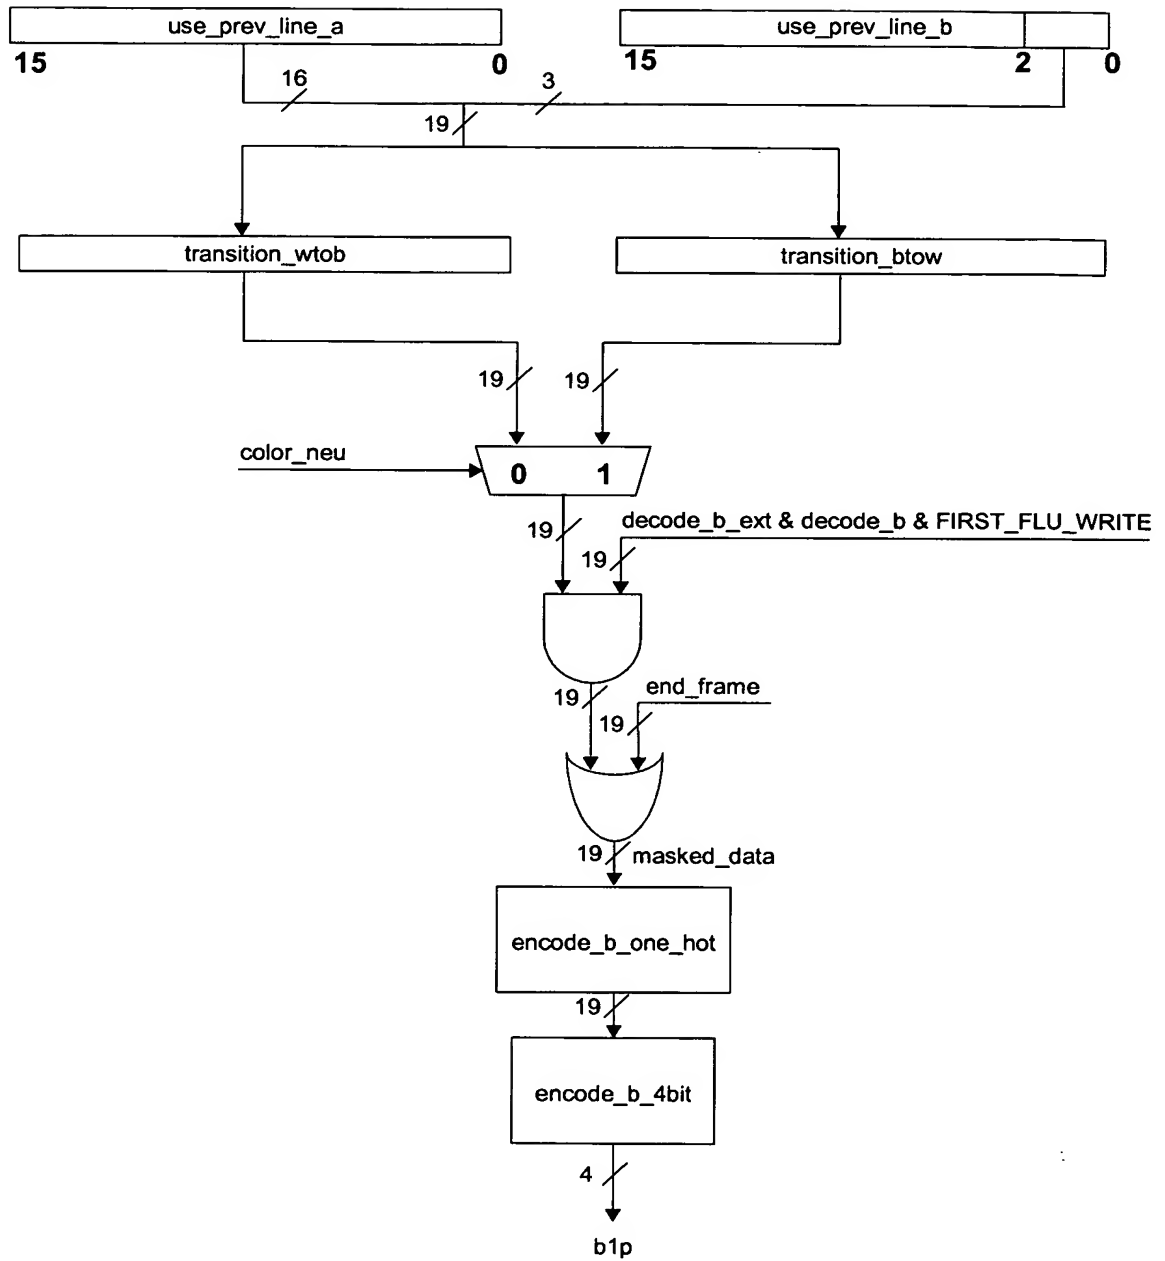 use_prev_line_a
use_prev_line_b
15
0
15
2
0
16
3
19
transition_wtob
transition_btow
19
19
color_neu
0
1
19
decode_b_ext & decode_b & FIRST_FLU_WRITE
19
19
end_frame
19
19
masked_data
encode_b_one_hot
19
encode_b_4bit
4
b1p